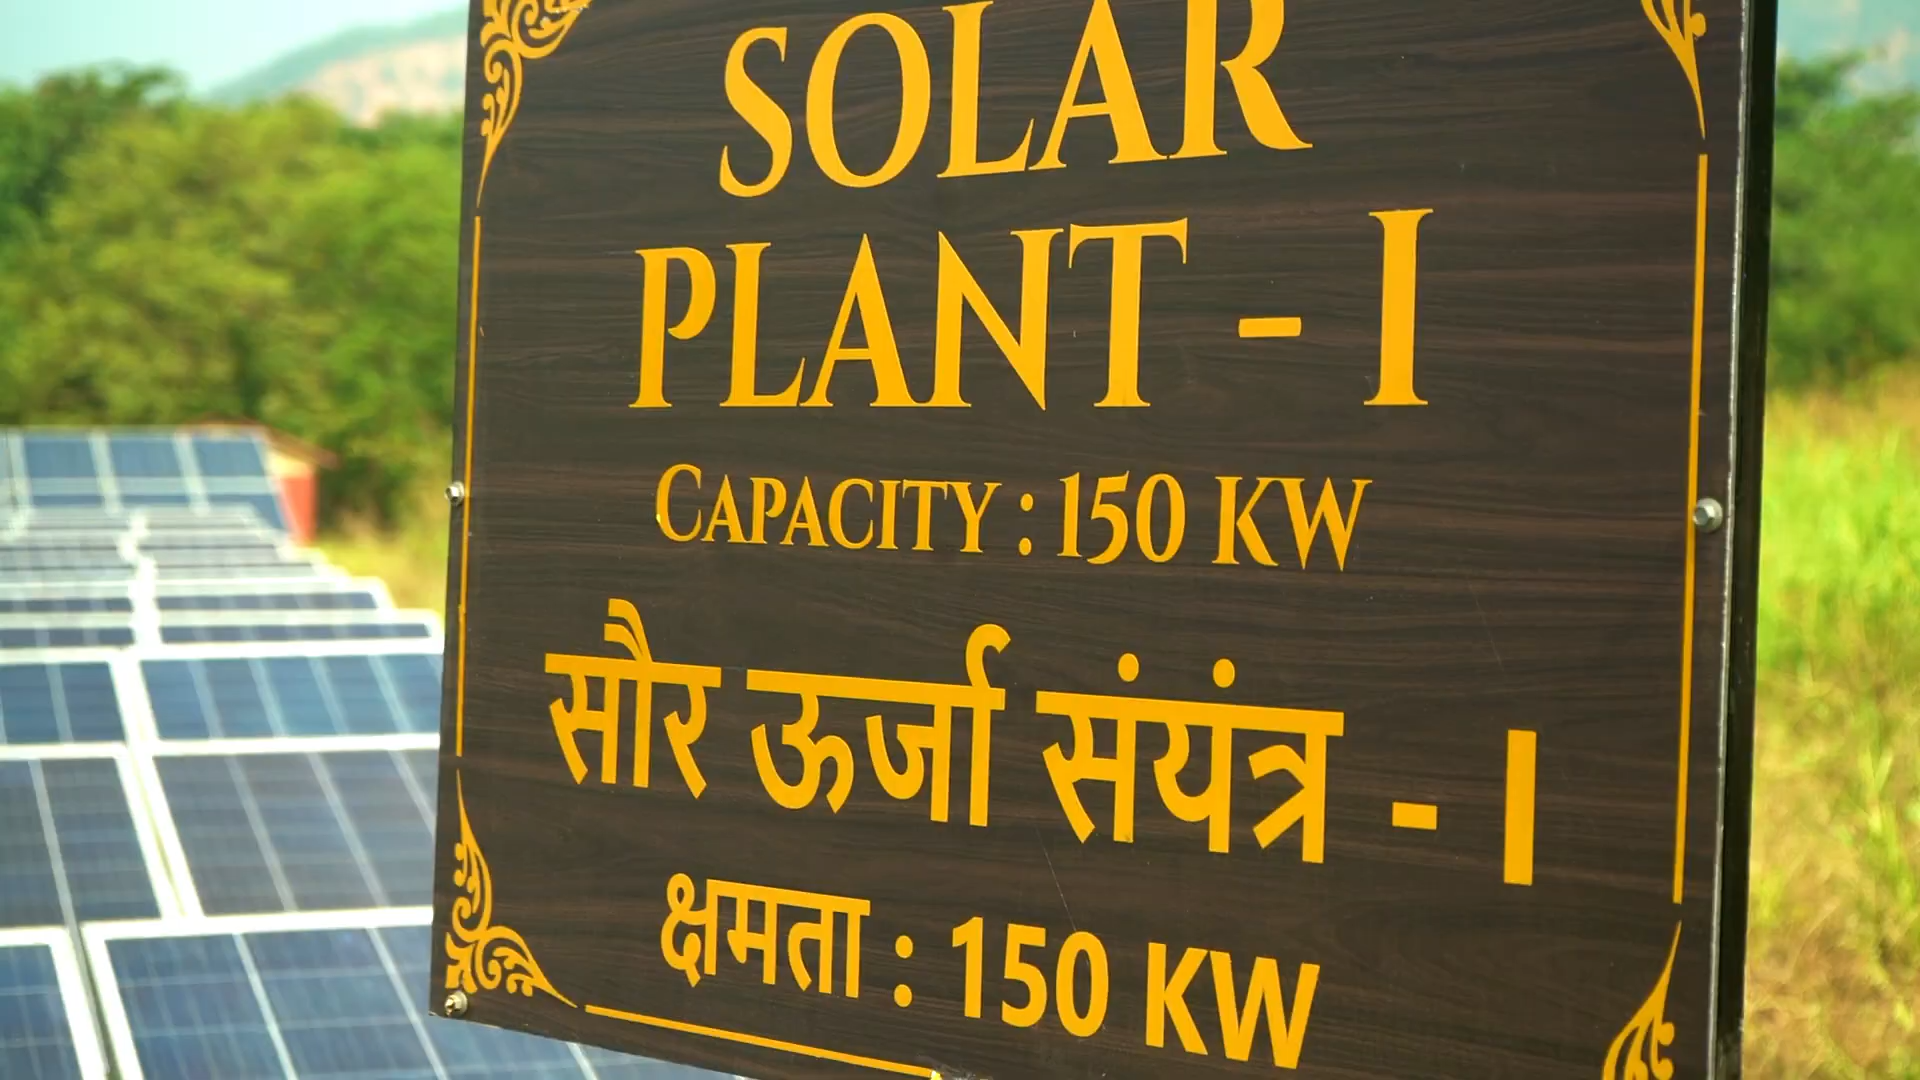 SOLAR
PLANT - I
CAPACITY : 150 KW
सौर ऊर्जा संयंत्र - I
क्षमता : 150 KW